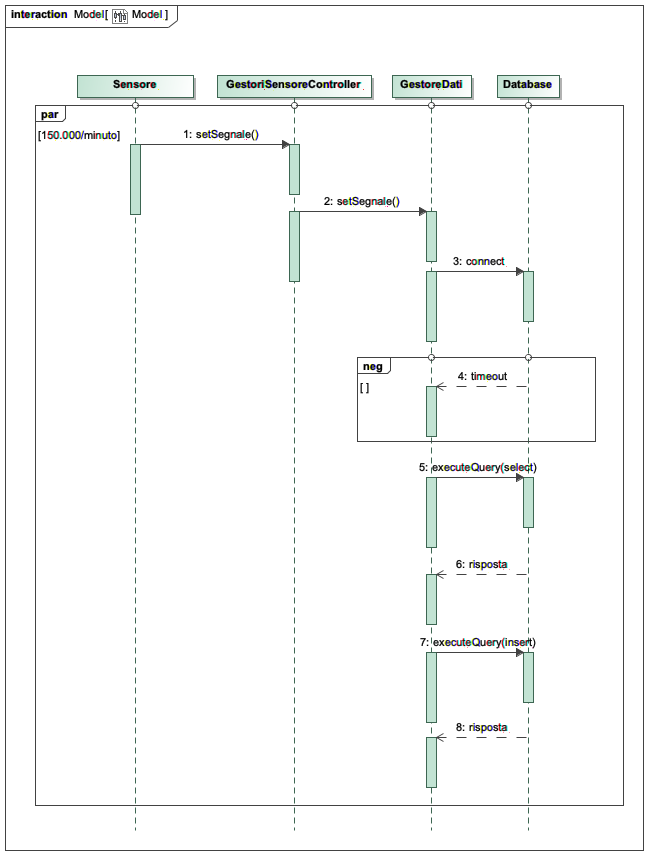 interaction Model[ Model ]
Sensore GestoriSensoreController GestoreDati Database
par
[150.000/minuto]
1: setSegnale()
2: setSegnale()
3: connect
neg
4: timeout
[ ]
5: executeQuery(select)
6: risposta
7: executeQuery(insert)
8: risposta